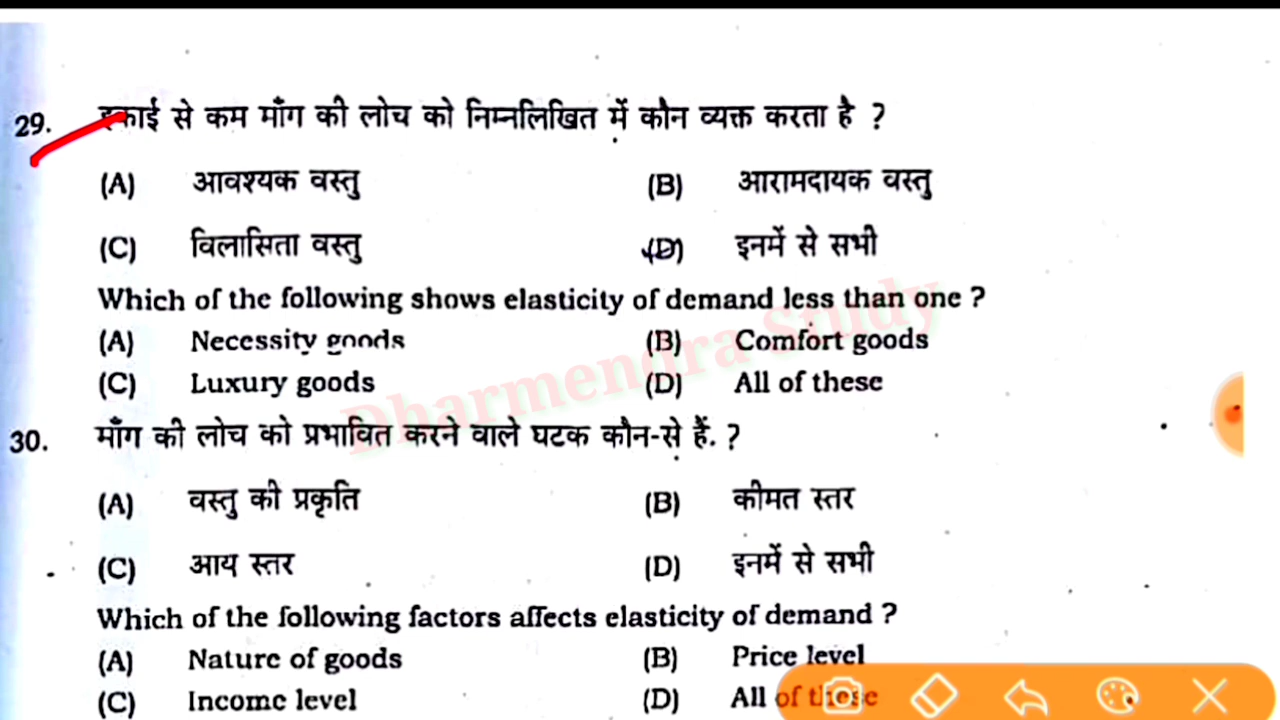 29. इकाई से कम माँग की लोच को निम्नलिखित में कौन व्यक्त करता है ?
(A) आवश्यक वस्तु (B) आरामदायक वस्तु
(C) विलासिता वस्तु (D) इनमें से सभी
Which of the following shows elasticity of demand less than one ?
(A) Necessity goods (B) Comfort goods
(C) Luxury goods (D) All of these
Dharmendra Study
30. माँग की लोच को प्रभावित करने वाले घटक कौन-से हैं. ?
(A) वस्तु की प्रकृति (B) कीमत स्तर
(C) आय स्तर (D) इनमें से सभी
Which of the following factors affects elasticity of demand ?
(A) Nature of goods (B) Price level
(C) Income level (D) All of these